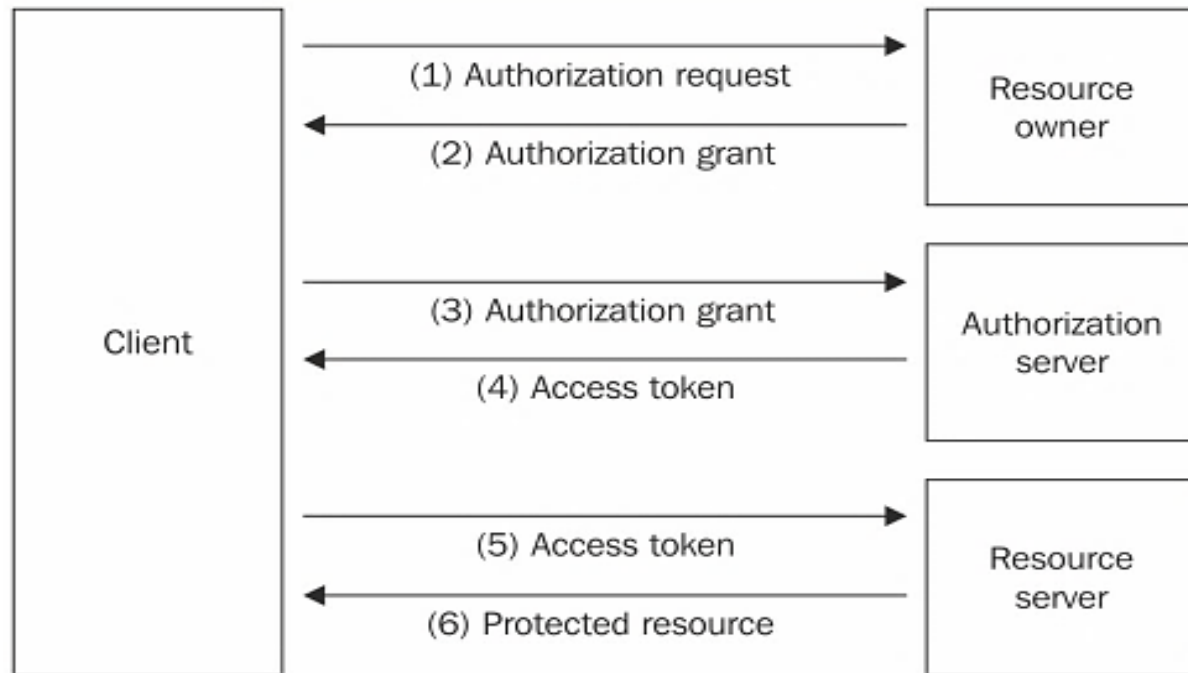 (1) Authorization request
Resource
owner
(2) Authorization grant
Client
(3) Authorization grant
Authorization
server
(4) Access token
(5) Access token
Resource
server
(6) Protected resource